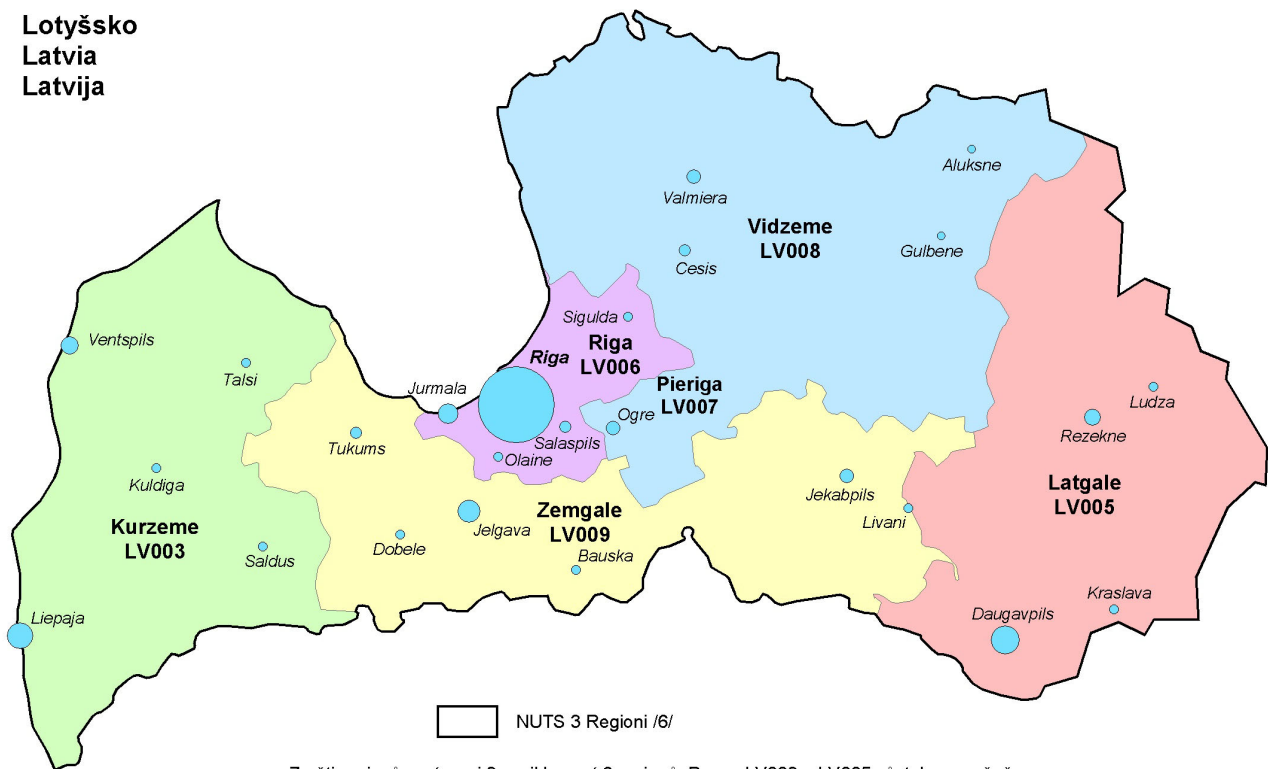 Lotyšsko
Latvia
Latvija
Aluksne
Valmiera
Vidzeme
LV008
Gulbene
Cesis
Sigulda
Riga
LV006
Riga
Ventspils
Talsi
Jurmala
Pieriga
LV007
Ogre
Ludza
Rezekne
Tukums
Salaspils
Olaine
Kuldiga
Jekabpils
Latgale
LV005
Livani
Zemgale
LV009
Jelgava
Kurzeme
LV003
Dobele
Bauska
Saldus
Liepaja
Kraslava
Daugavpils
NUTS 3 Regioni /6/